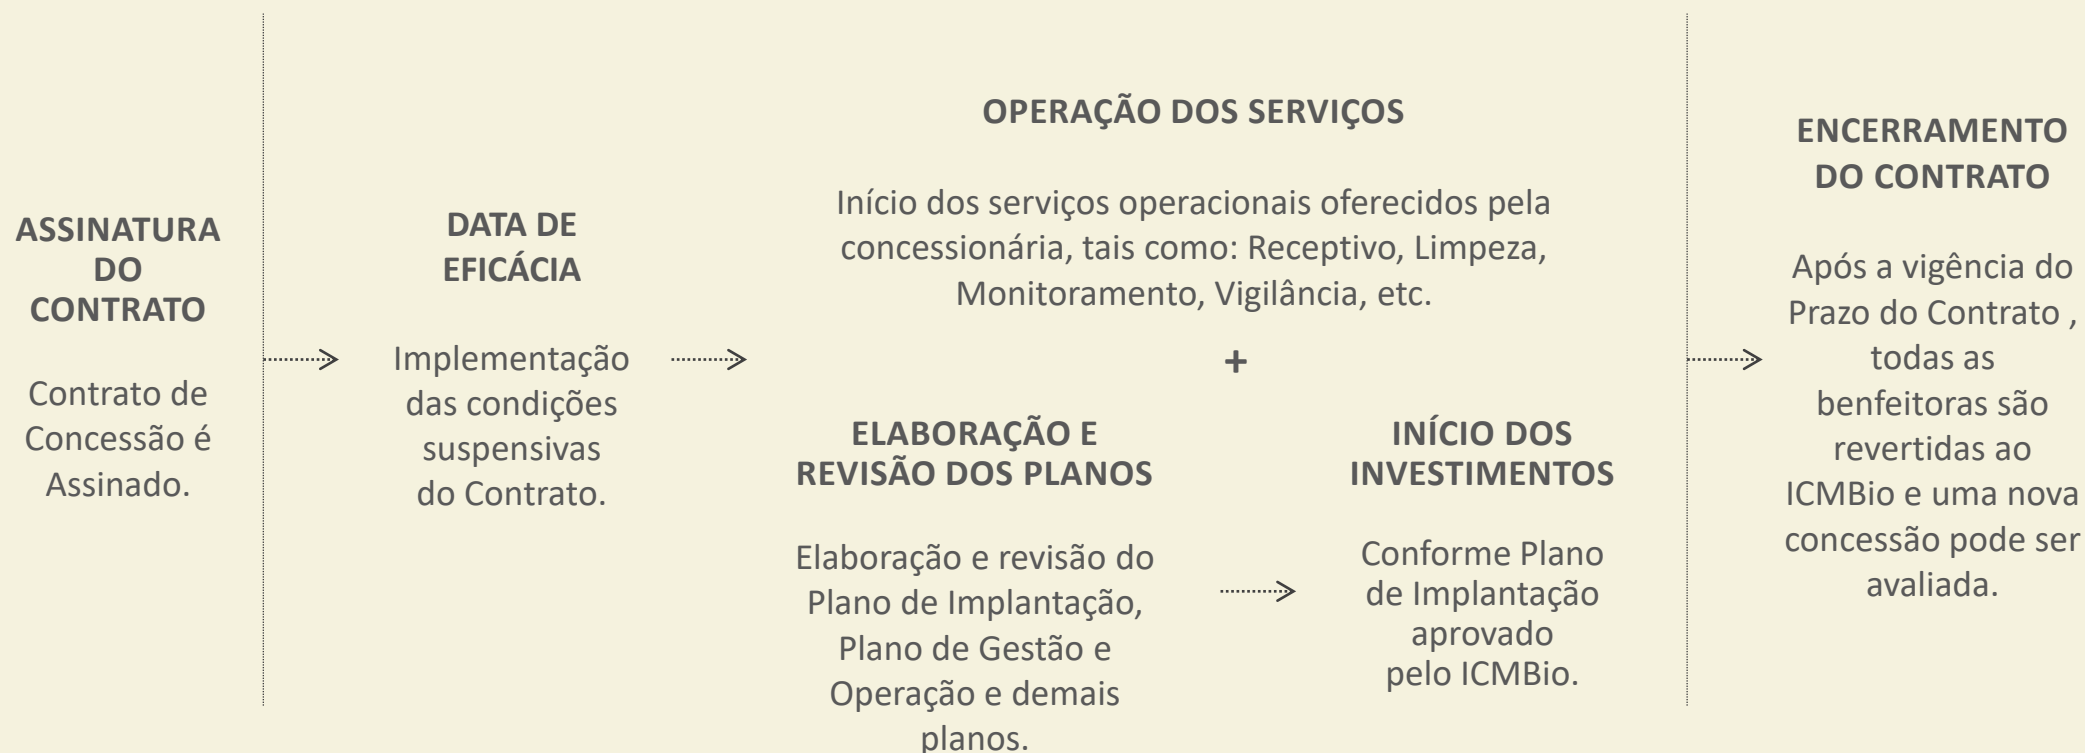 ASSINATURA
DO
CONTRATO
Contrato de
Concessão é
Assinado.
DATA DE
EFICÁCIA
Implementação
das condições
suspensivas
do Contrato.
OPERAÇÃO DOS SERVIÇOS
Início dos serviços operacionais oferecidos pela
concessionária, tais como: Receptivo, Limpeza,
Monitoramento, Vigilância, etc.
+
ELABORAÇÃO E
REVISÃO DOS PLANOS
Elaboração e revisão do
Plano de Implantação,
Plano de Gestão e
Operação e demais
planos.
INÍCIO DOS
INVESTIMENTOS
Conforme Plano
de Implantação
aprovado
pelo ICMBio.
ENCERRAMENTO
DO CONTRATO
Após a vigência do
Prazo do Contrato ,
todas as
benfeitoras são
revertidas ao
ICMBio e uma nova
concessão pode ser
avaliada.